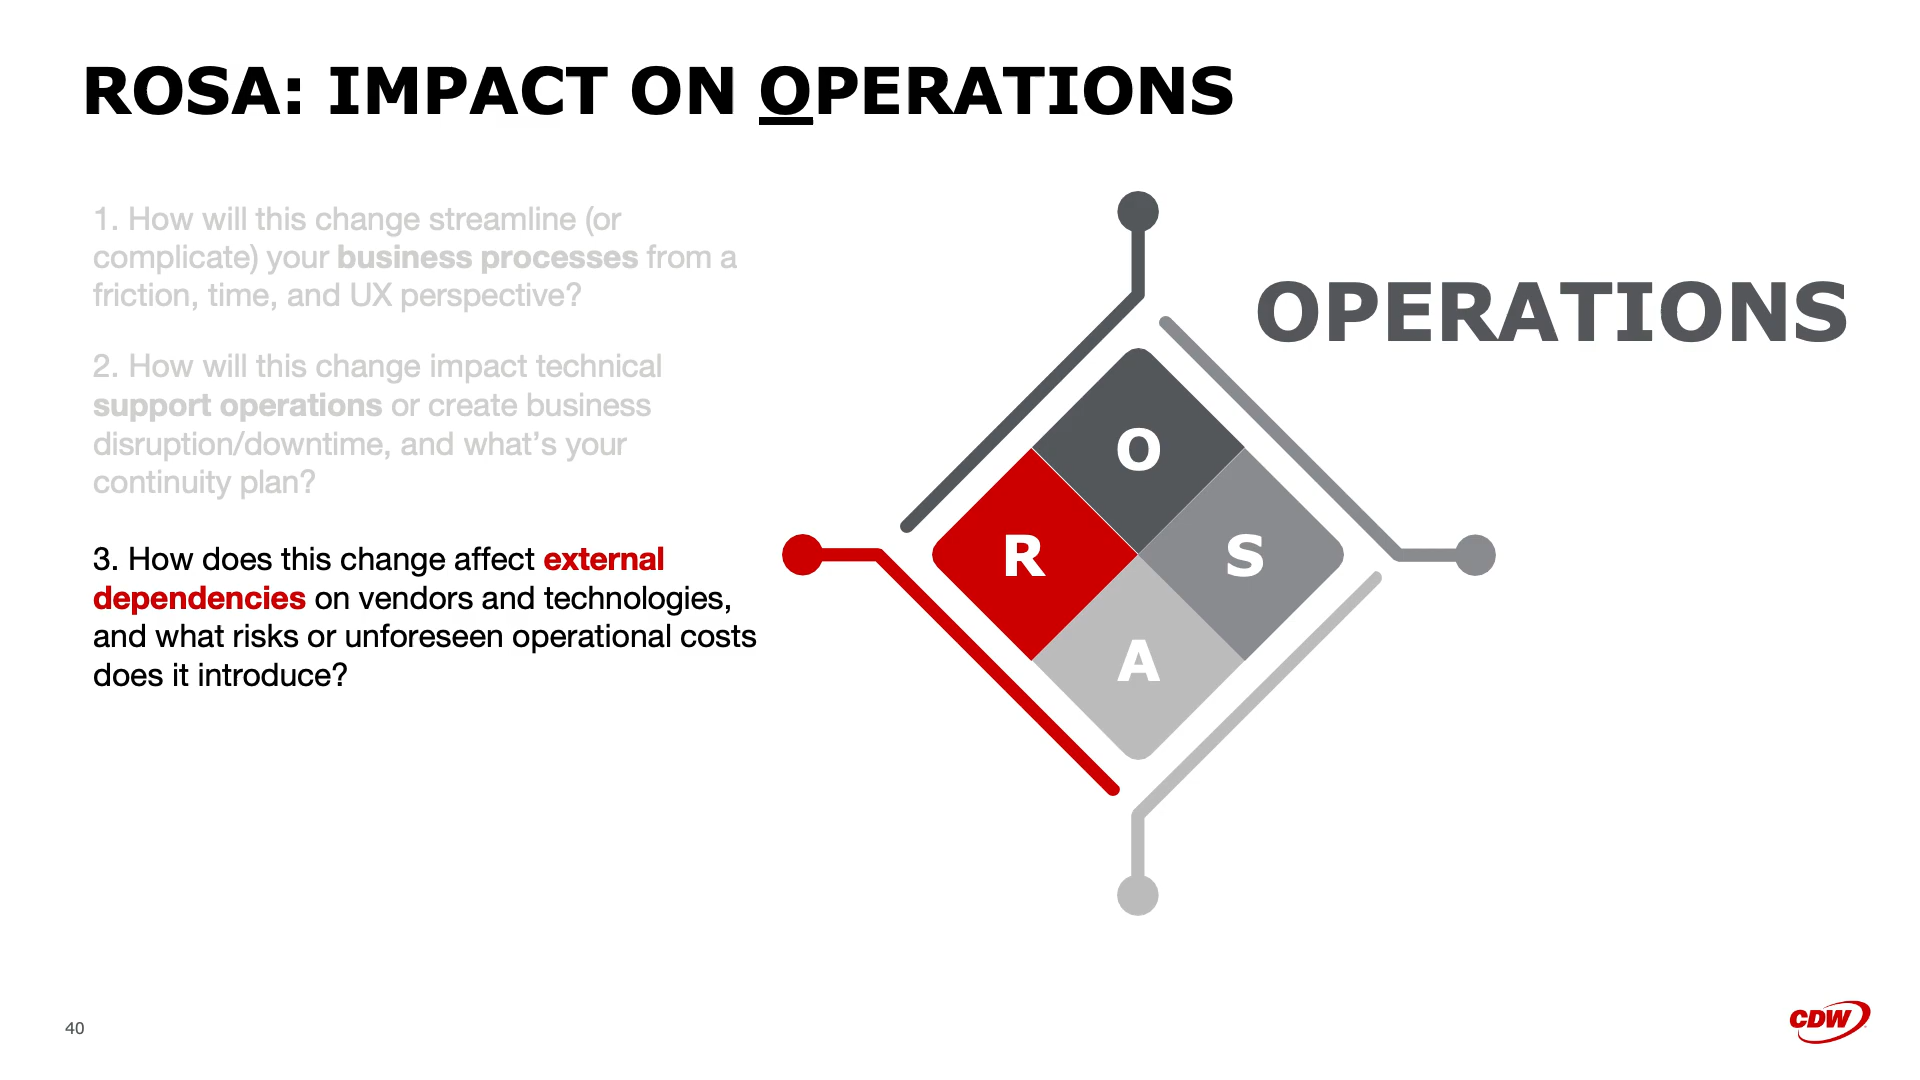 ROSA: IMPACT ON OPERATIONS
1. How will this change streamline (or
complicate) your business processes from a
friction, time, and UX perspective?
2. How will this change impact technical
support operations or create business
disruption/downtime, and what’s your
continuity plan?
3. How does this change affect external
dependencies on vendors and technologies,
and what risks or unforeseen operational costs
does it introduce?
OPERATIONS
O
R
S
A
40
CDW